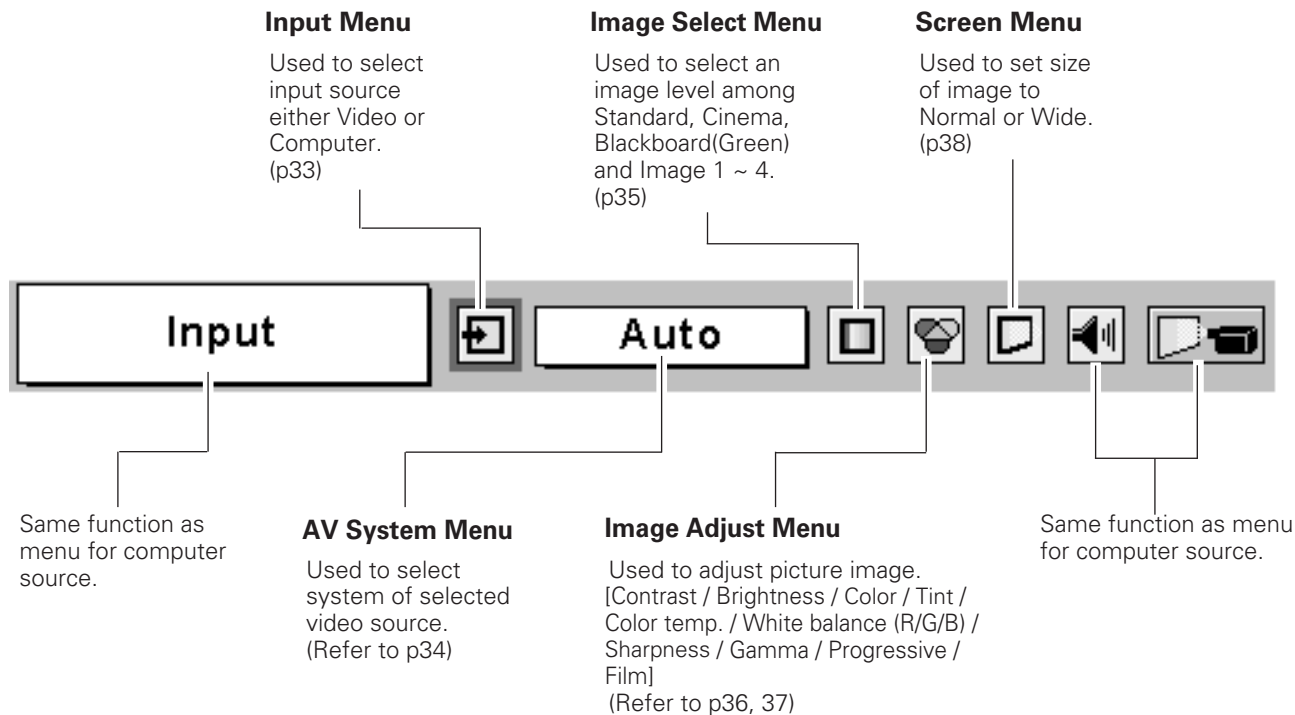 Input Menu
Used to select
input source
either Video or
Computer.
(p33)
Image Select Menu
Used to select an
image level among
Standard, Cinema,
Blackboard(Green)
and Image 1 ~ 4.
(p35)
Screen Menu
Used to set size
of image to
Normal or Wide.
(p38)
Input
Auto
Same function as
menu for computer
source.
AV System Menu
Used to select
system of selected
video source.
(Refer to p34)
Image Adjust Menu
Used to adjust picture image.
[Contrast / Brightness / Color / Tint /
Color temp. / White balance (R/G/B) /
Sharpness / Gamma / Progressive /
Film]
(Refer to p36, 37)
Same function as menu
for computer source.